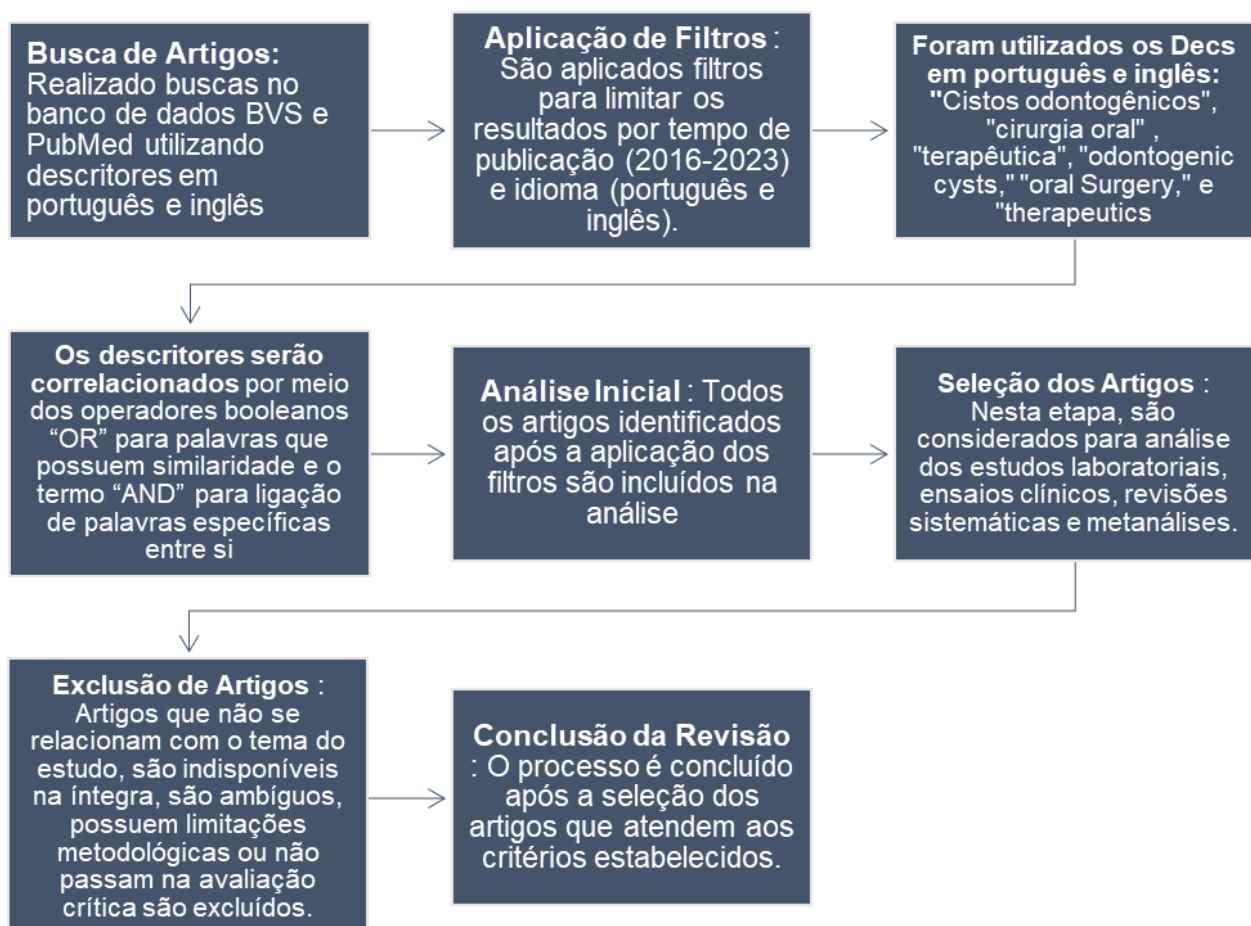 Busca de Artigos:
Realizado buscas no
banco de dados BVS e
PubMed utilizando
descritores em
português e inglês
Aplicação de Filtros :
São aplicados filtros
para limitar os
resultados por tempo de
publicação (2016-2023)
e idioma (português e
inglês).
Foram utilizados os Decs
em português e inglês:
"Cistos odontogênicos",
"cirurgia oral" ,
"terapêutica", "odontogenic
cysts," "oral Surgery," e
"therapeutics
Os descritores serão
correlacionados por meio
dos operadores booleanos
“OR” para palavras que
possuem similaridade e o
termo “AND” para ligação
de palavras específicas
entre si
Análise Inicial : Todos
os artigos identificados
após a aplicação dos
filtros são incluídos na
análise
Seleção dos Artigos :
Nesta etapa, são
considerados para análise
dos estudos laboratoriais,
ensaios clínicos, revisões
sistemáticas e metanálises.
Exclusão de Artigos :
Artigos que não se
relacionam com o tema do
estudo, são indisponíveis
na íntegra, são ambíguos,
possuem limitações
metodológicas ou não
passam na avaliação
crítica são excluídos.
Conclusão da Revisão
: O processo é concluído
após a seleção dos
artigos que atendem aos
critérios estabelecidos.